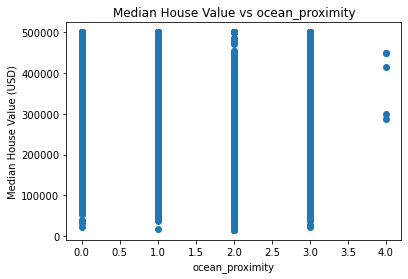 Median House Value vs ocean_proximity
Median House Value (USD)
500000
400000
300000
200000
100000
0
0.0 0.5 1.0 1.5 2.0 2.5 3.0 3.5 4.0
ocean_proximity